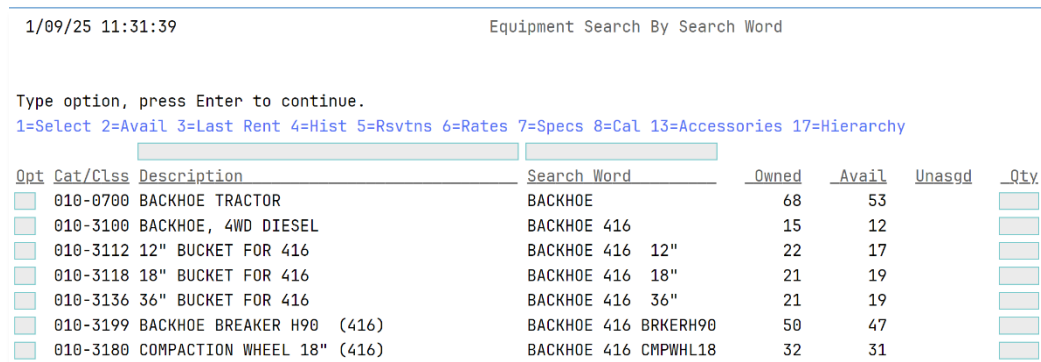 1/09/25 11:31:39 Equipment Search By Search Word
Type option, press Enter to continue.
1=Select 2=Avail 3=Last Rent 4=Hist 5=Rsvtns 6=Rates 7=Specs 8=Cal 13=Accessories 17=Hierarchy
Opt Cat/Clss Description Search Word Owned Avail Unasgd Qty
010-0700 BACKHOE TRACTOR BACKHOE 68 53
010-3100 BACKHOE, 4WD DIESEL BACKHOE 416 15 12
010-3112 12" BUCKET FOR 416 BACKHOE 416 12" 22 17
010-3118 18" BUCKET FOR 416 BACKHOE 416 18" 21 19
010-3136 36" BUCKET FOR 416 BACKHOE 416 36" 21 19
010-3199 BACKHOE BREAKER H90 (416) BACKHOE 416 BRKERH90 50 47
010-3180 COMPACTION WHEEL 18" (416) BACKHOE 416 CMPWHL18 32 31